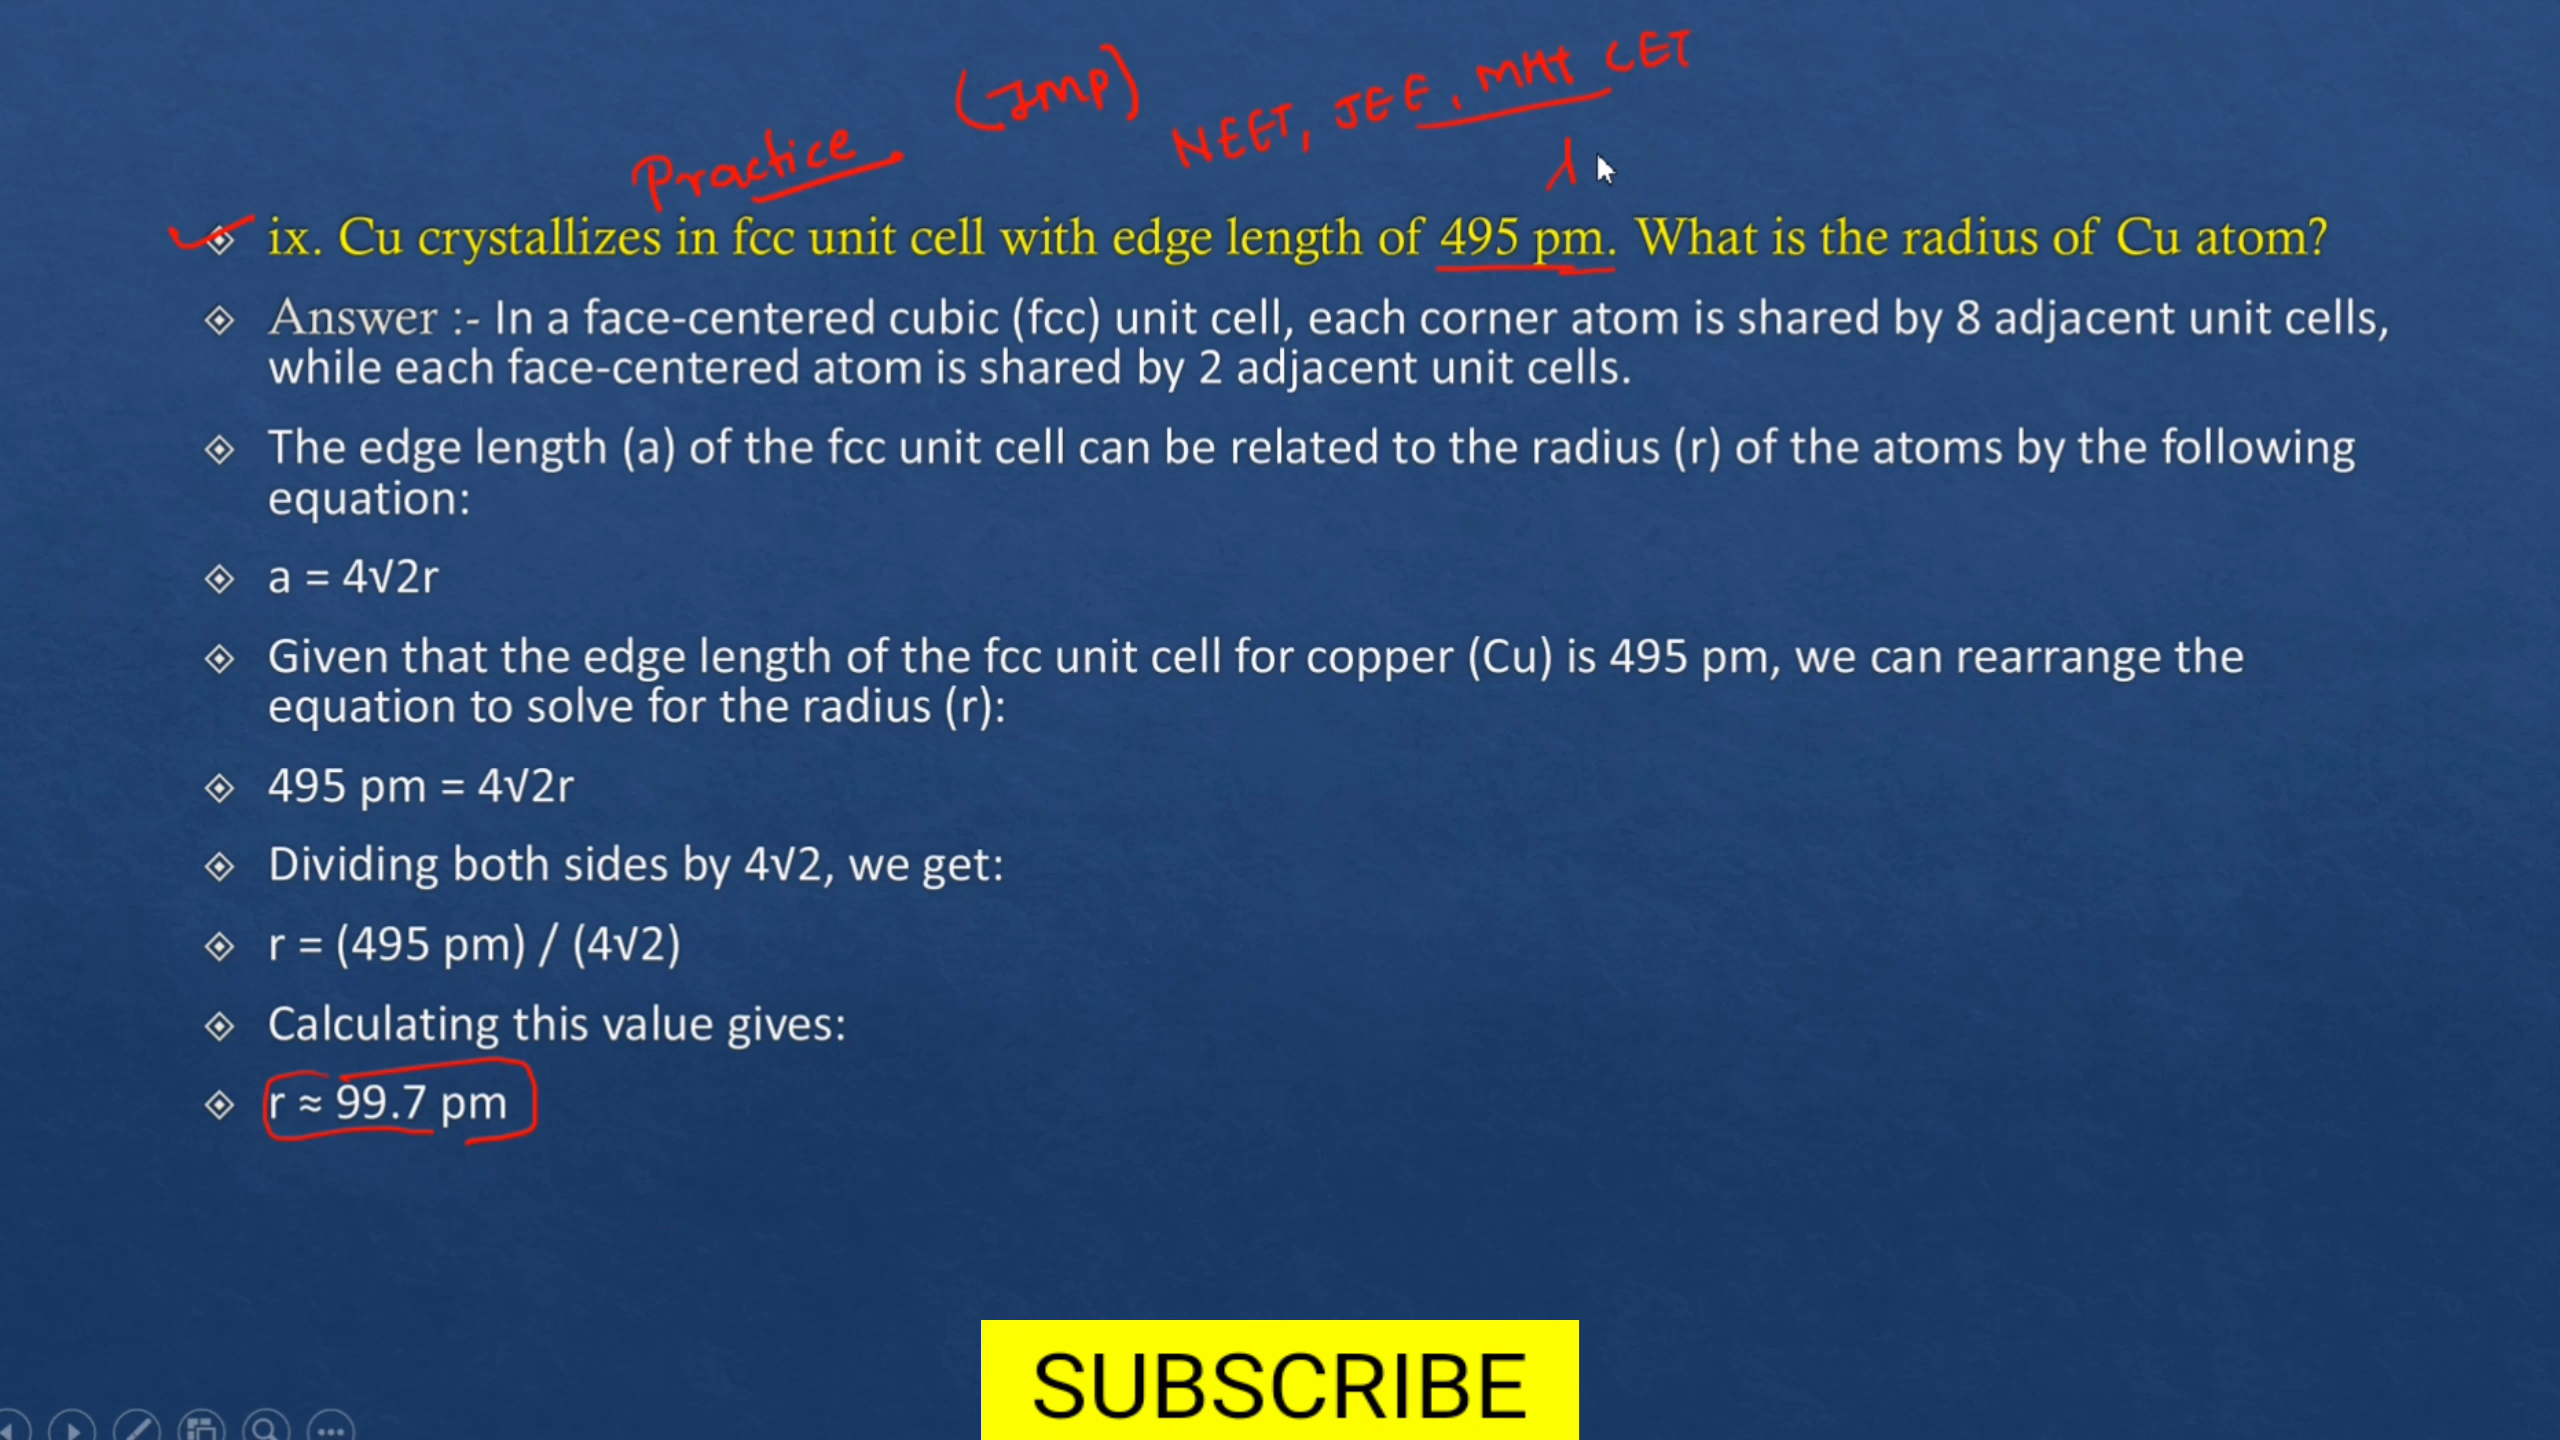 (Imp)
NEET, JEE, MHT CET
Practice
ix. Cu crystallizes in fcc unit cell with edge length of 495 pm. What is the radius of Cu atom?
Answer :- In a face-centered cubic (fcc) unit cell, each corner atom is shared by 8 adjacent unit cells,
while each face-centered atom is shared by 2 adjacent unit cells.
The edge length (a) of the fcc unit cell can be related to the radius (r) of the atoms by the following
equation:
a = 4√2r
Given that the edge length of the fcc unit cell for copper (Cu) is 495 pm, we can rearrange the
equation to solve for the radius (r):
495 pm = 4√2r
Dividing both sides by 4√2, we get:
r = (495 pm) / (4√2)
Calculating this value gives:
r ≈ 99.7 pm
SUBSCRIBE